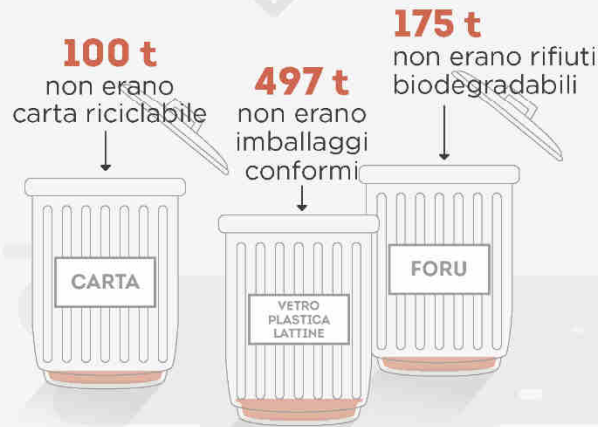 100 t
non erano
carta riciclabile
497 t
non erano
imballaggi
conformi
175 t
non erano rifiuti
biodegradabili
CARTA
VETRO
PLASTICA
LATTINE
FORU